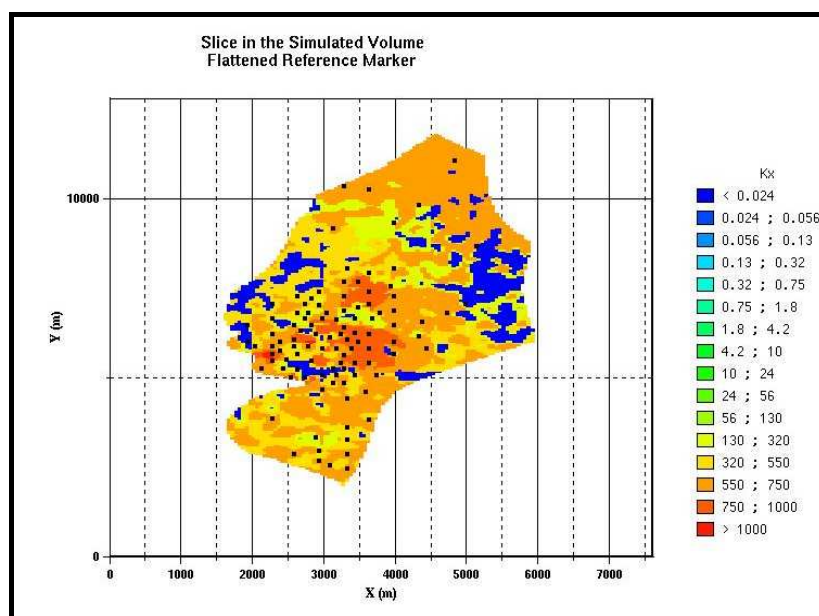 Slice in the Simulated Volume
Flattened Reference Marker
10000
0
Y (m)
0 1000 2000 3000 4000 5000 6000 7000
X (m)
Kx
< 0.024
0.024 ; 0.056
0.056 ; 0.13
0.13 ; 0.32
0.32 ; 0.75
0.75 ; 1.8
1.8 ; 4.2
4.2 ; 10
10 ; 24
24 ; 56
56 ; 130
130 ; 320
320 ; 550
550 ; 750
750 ; 1000
> 1000